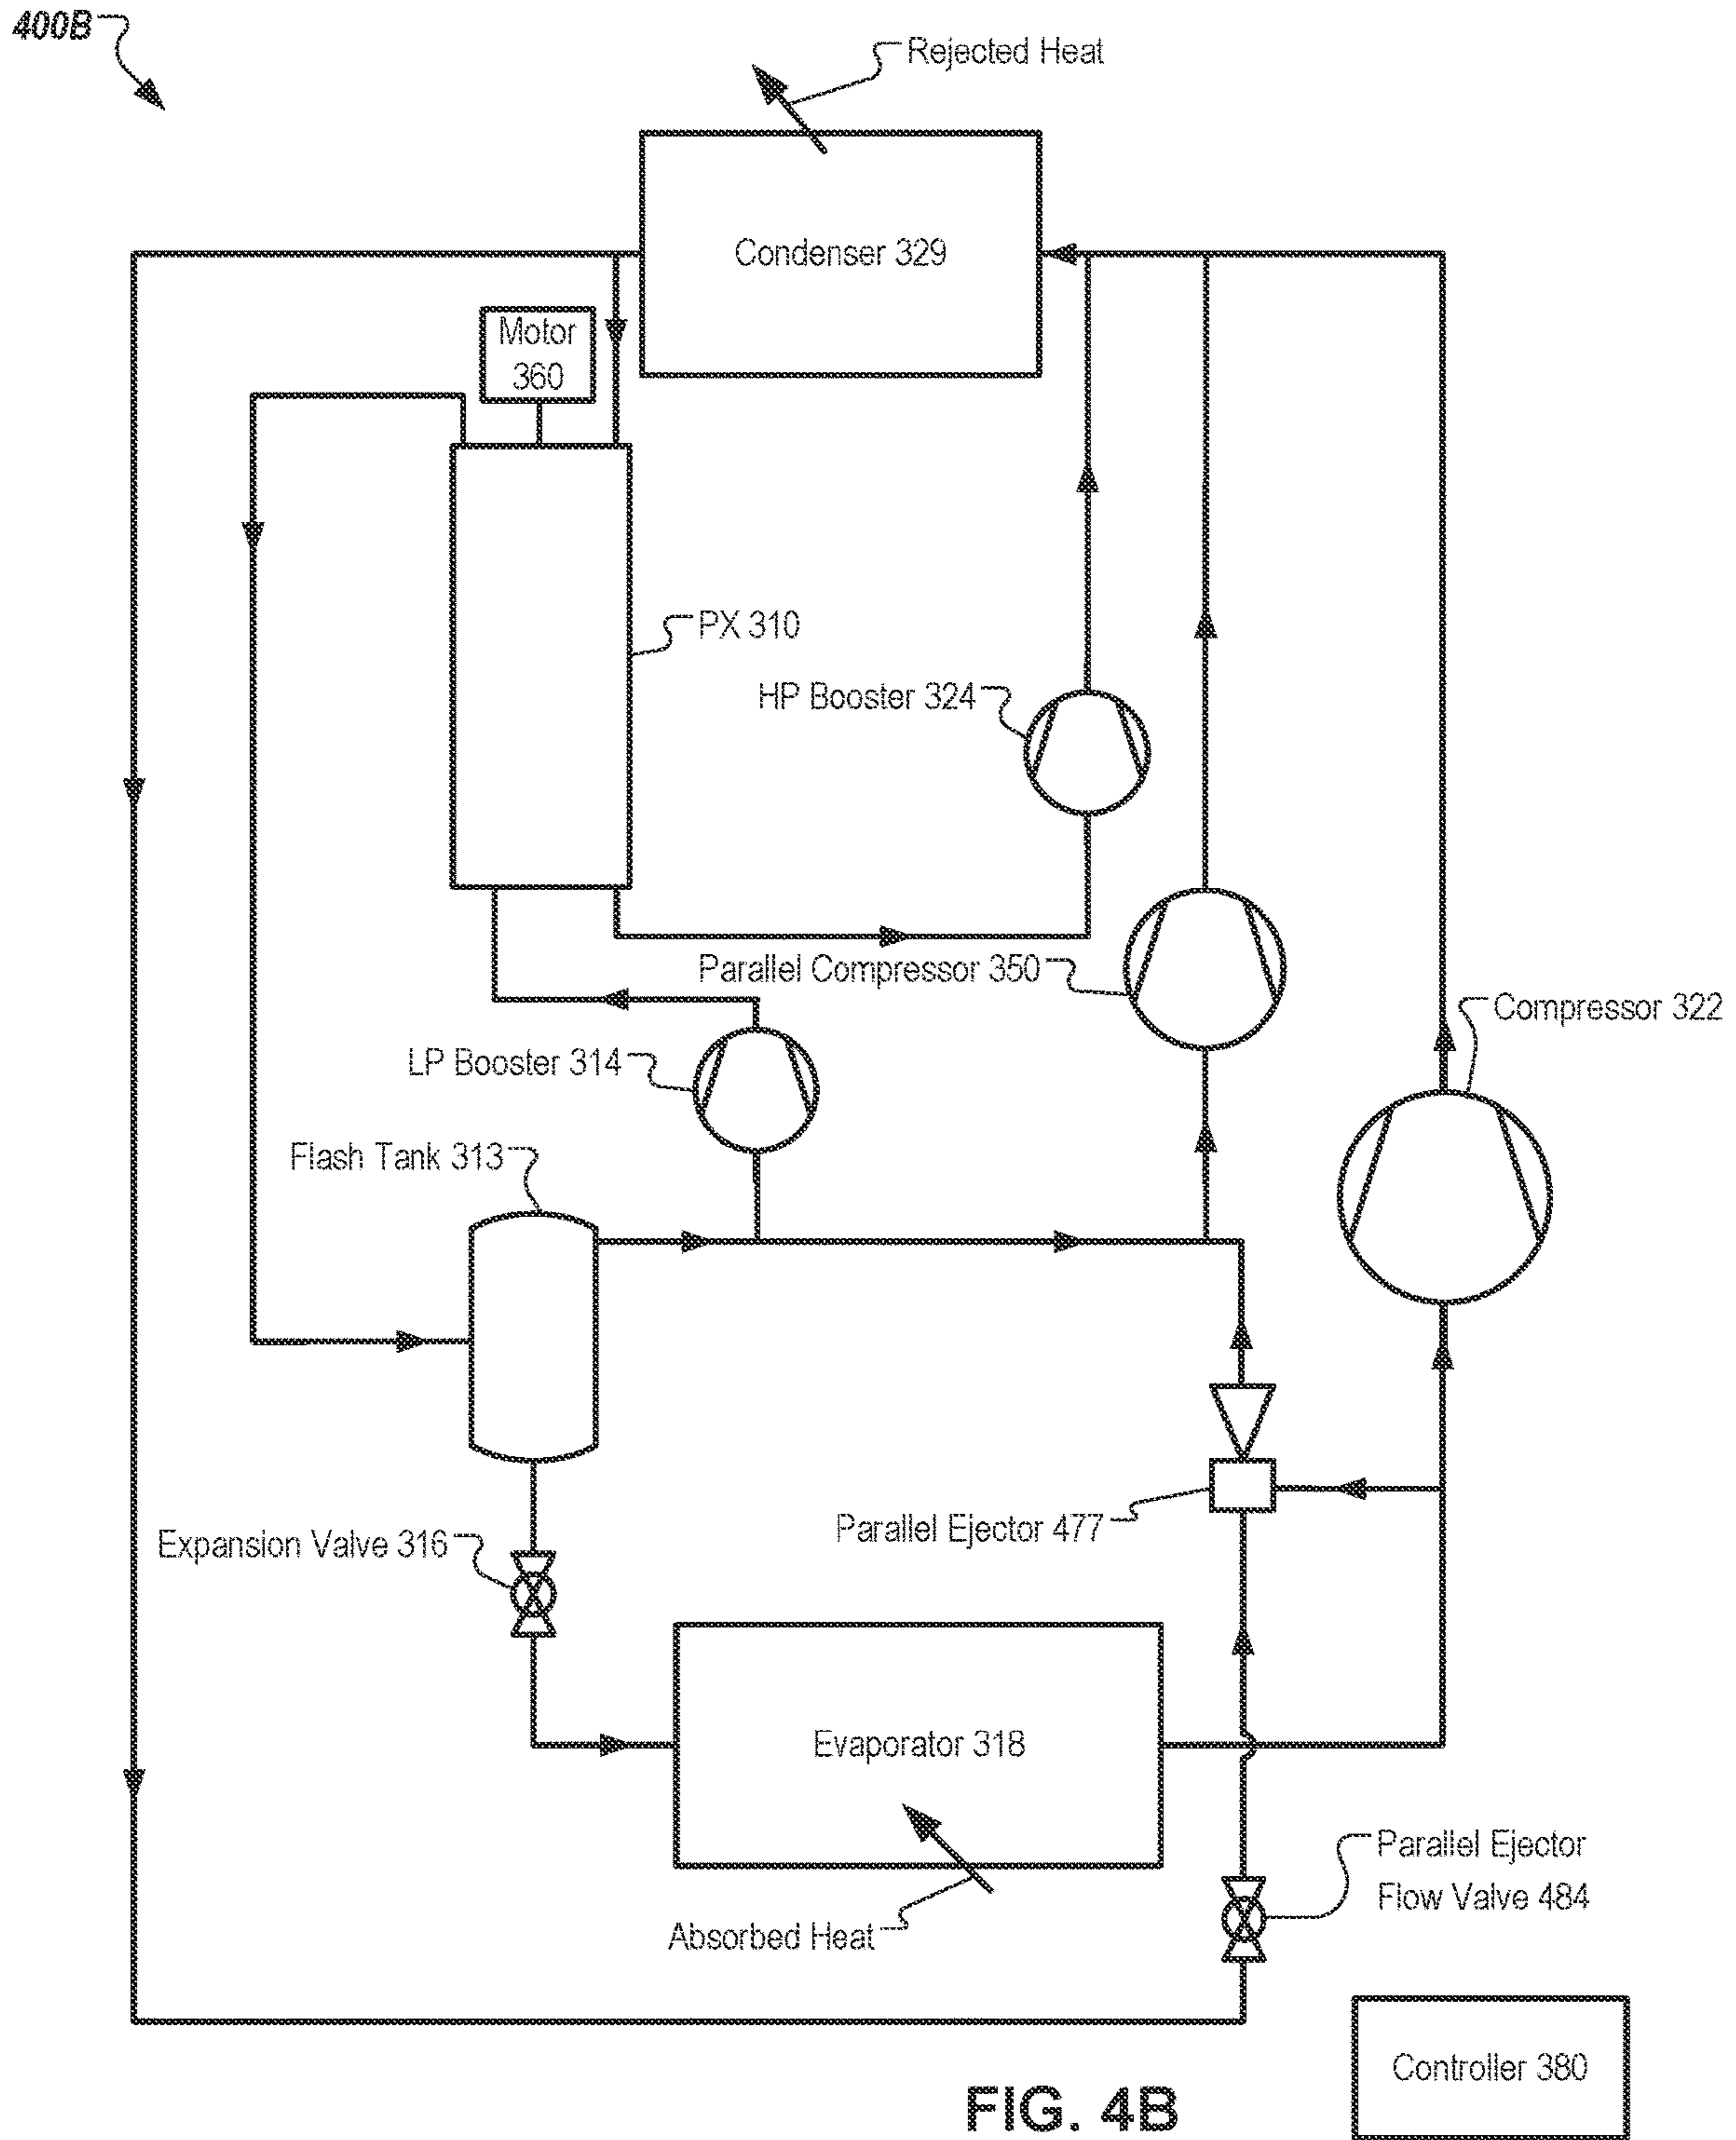 400B
Rejected Heat
Condenser 329
Motor
360
PX 310
HP Booster 324
Parallel Compressor 350
Compressor 322
LP Booster 314
Flash Tank 313
Parallel Ejector 477
Expansion Valve 316
Evaporator 318
Parallel Ejector
Flow Valve 484
Absorbed Heat
Controller 380
FIG. 4B